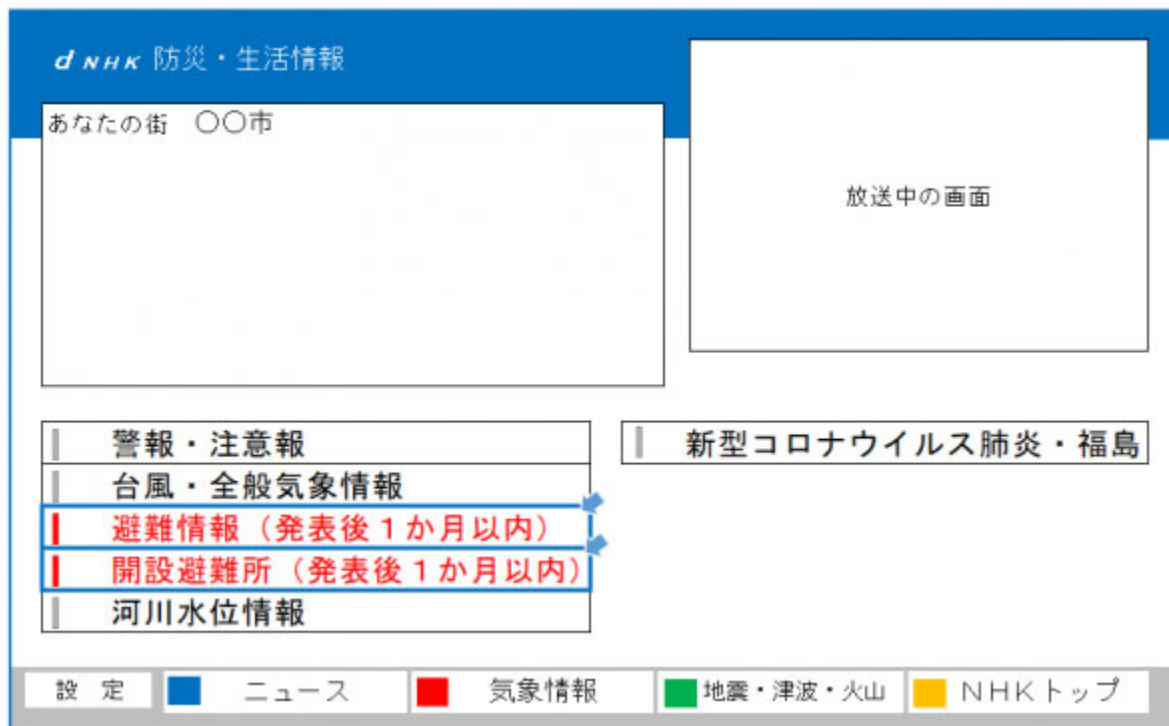 d NHK 防災・生活情報
あなたの街　〇〇市
放送中の画面
警報・注意報
台風・全般気象情報
避難情報（発表後１か月以内）
開設避難所（発表後１か月以内）
河川水位情報
新型コロナウイルス肺炎・福島
設　定
ニュース
気象情報
地震・津波・火山
ＮＨＫトップ